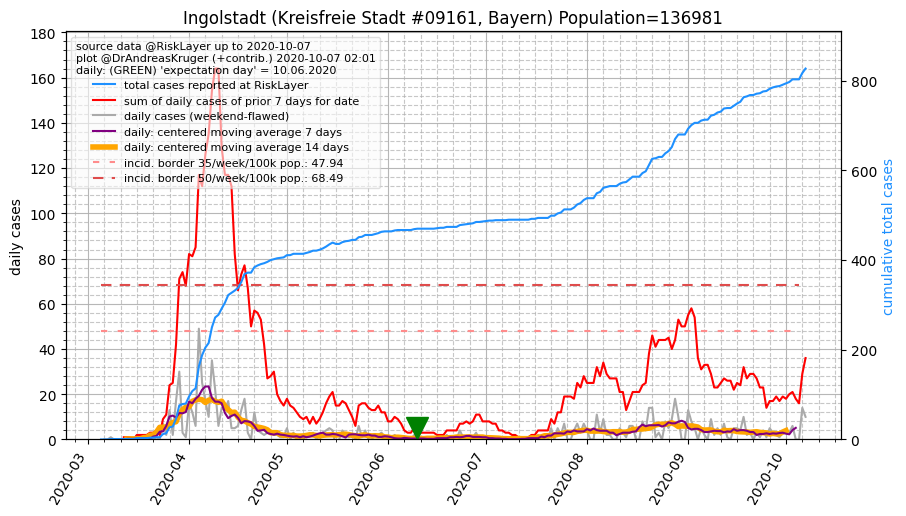 Ingolstadt (Kreisfreie Stadt #09161, Bayern) Population=136981
source data @RiskLayer up to 2020-10-07
plot @DrAndreasKruger (+contrib.) 2020-10-07 02:01
daily: (GREEN) 'expectation day' = 10.06.2020
total cases reported at RiskLayer
sum of daily cases of prior 7 days for date
daily cases (weekend-flawed)
daily: centered moving average 7 days
daily: centered moving average 14 days
incid. border 35/week/100k pop.: 47.94
incid. border 50/week/100k pop.: 68.49
daily cases
180
160
140
120
100
80
60
40
20
0
cumulative total cases
800
600
400
200
0
2020-03
2020-04
2020-05
2020-06
2020-07
2020-08
2020-09
2020-10